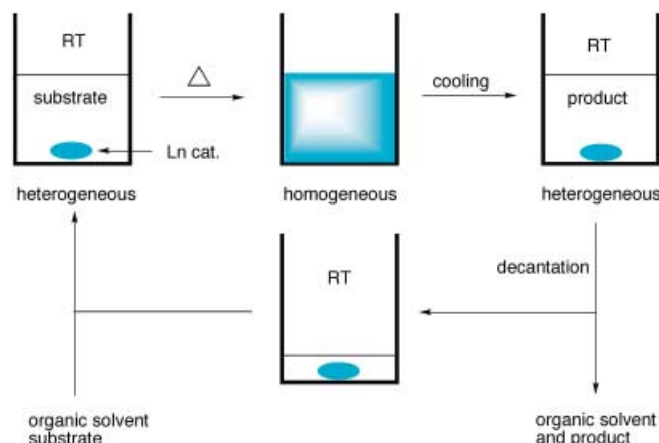 RT
substrate
Ln cat.
heterogeneous
△
homogeneous
cooling
RT
product
heterogeneous
decantation
RT
organic solvent
substrate
organic solvent
and product